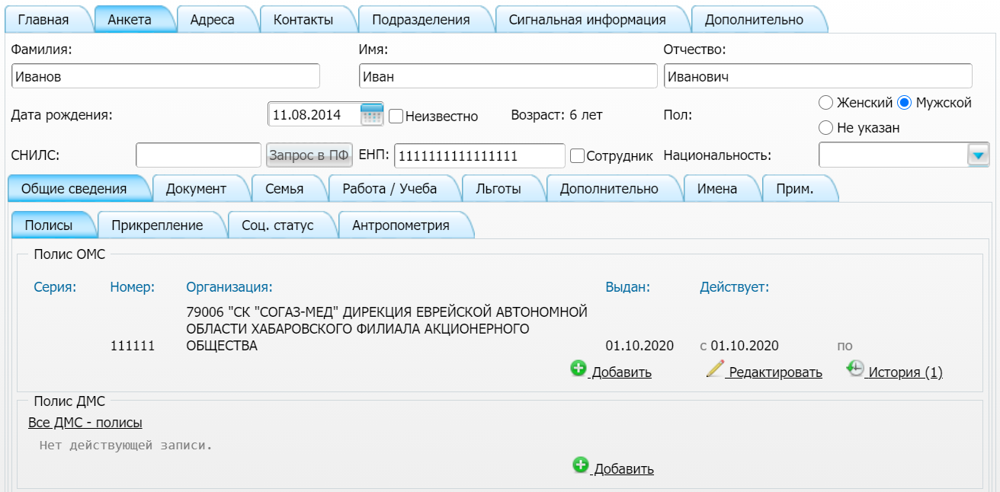 Главная Анкета Адреса Контакты Подразделения Сигнальная информация Дополнительно
Фамилия: Имя: Отчество:
Иванов Иван Иванович
Женский Мужской
Дата рождения: 11.08.2014 Неизвестно Возраст: 6 лет Пол:
Не указан
СНИЛС: Запрос в ПФ ЕНП: 1111111111111111 Сотрудник Национальность:
Общие сведения Документ Семья Работа / Учеба Льготы Дополнительно Имена Прим.
Полисы Прикрепление Соц. статус Антропометрия
Полис ОМС
Серия: Номер: Организация: Выдан: Действует:
79006 "СК "СОГАЗ-МЕД" ДИРЕКЦИЯ ЕВРЕЙСКОЙ АВТОНОМНОЙ
ОБЛАСТИ ХАБАРОВСКОГО ФИЛИАЛА АКЦИОНЕРНОГО
111111 ОБЩЕСТВА 01.10.2020 с 01.10.2020 по
Добавить Редактировать История (1)
Полис ДМС
Все ДМС - полисы
Нет действующей записи.
Добавить